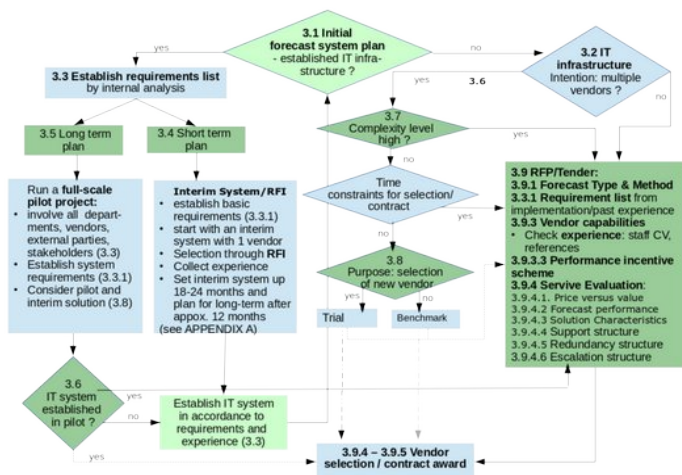 3.1 Initial
forecast system plan
- established IT infra-
structure ?
yes
no
3.2 IT
infrastructure
Intention: multiple
vendors ?
3.3 Establish requirements list
by internal analysis
yes
3.6
no
3.5 Long term
plan
3.4 Short term
plan
3.7
Complexity level
high ?
yes
no
Run a full-scale
pilot project:
• involve all depart-
ments, vendors,
external parties,
stakeholders (3.3)
• Establish system
requirements (3.3.1)
• Consider pilot and
interim solution (3.8)
Interim System/RFI
• establish basic
requirements (3.3.1)
• start with an interim
system with 1 vendor
• Selection through RFI
• Collect experience
• Set interim system up
18-24 months and
plan for long-term after
appox. 12 months
(see APPENDIX A)
Time
constraints for selection/
contract
yes
no
3.8
Purpose: selection
of new vendor
yes
no
Trial
Benchmark
3.9 RFP/Tender:
3.9.1 Forecast Type & Method
3.3.1 Requirement list from
implementation/past experience
3.9.3 Vendor capabilities
• Check experience: staff CV,
references
3.9.3.3 Performance incentive
scheme
3.9.4 Servive Evaluation:
3.9.4.1. Price versus value
3.9.4.2 Forecast performance
3.9.4.3 Solution Characteristics
3.9.4.4 Support structure
3.9.4.5 Redundancy structure
3.9.4.6 Escalation structure
3.6
IT system
established
in pilot ?
yes
no
yes
Establish IT system
in accordance to
requirements and
experience (3.3)
3.9.4 – 3.9.5 Vendor
selection / contract award